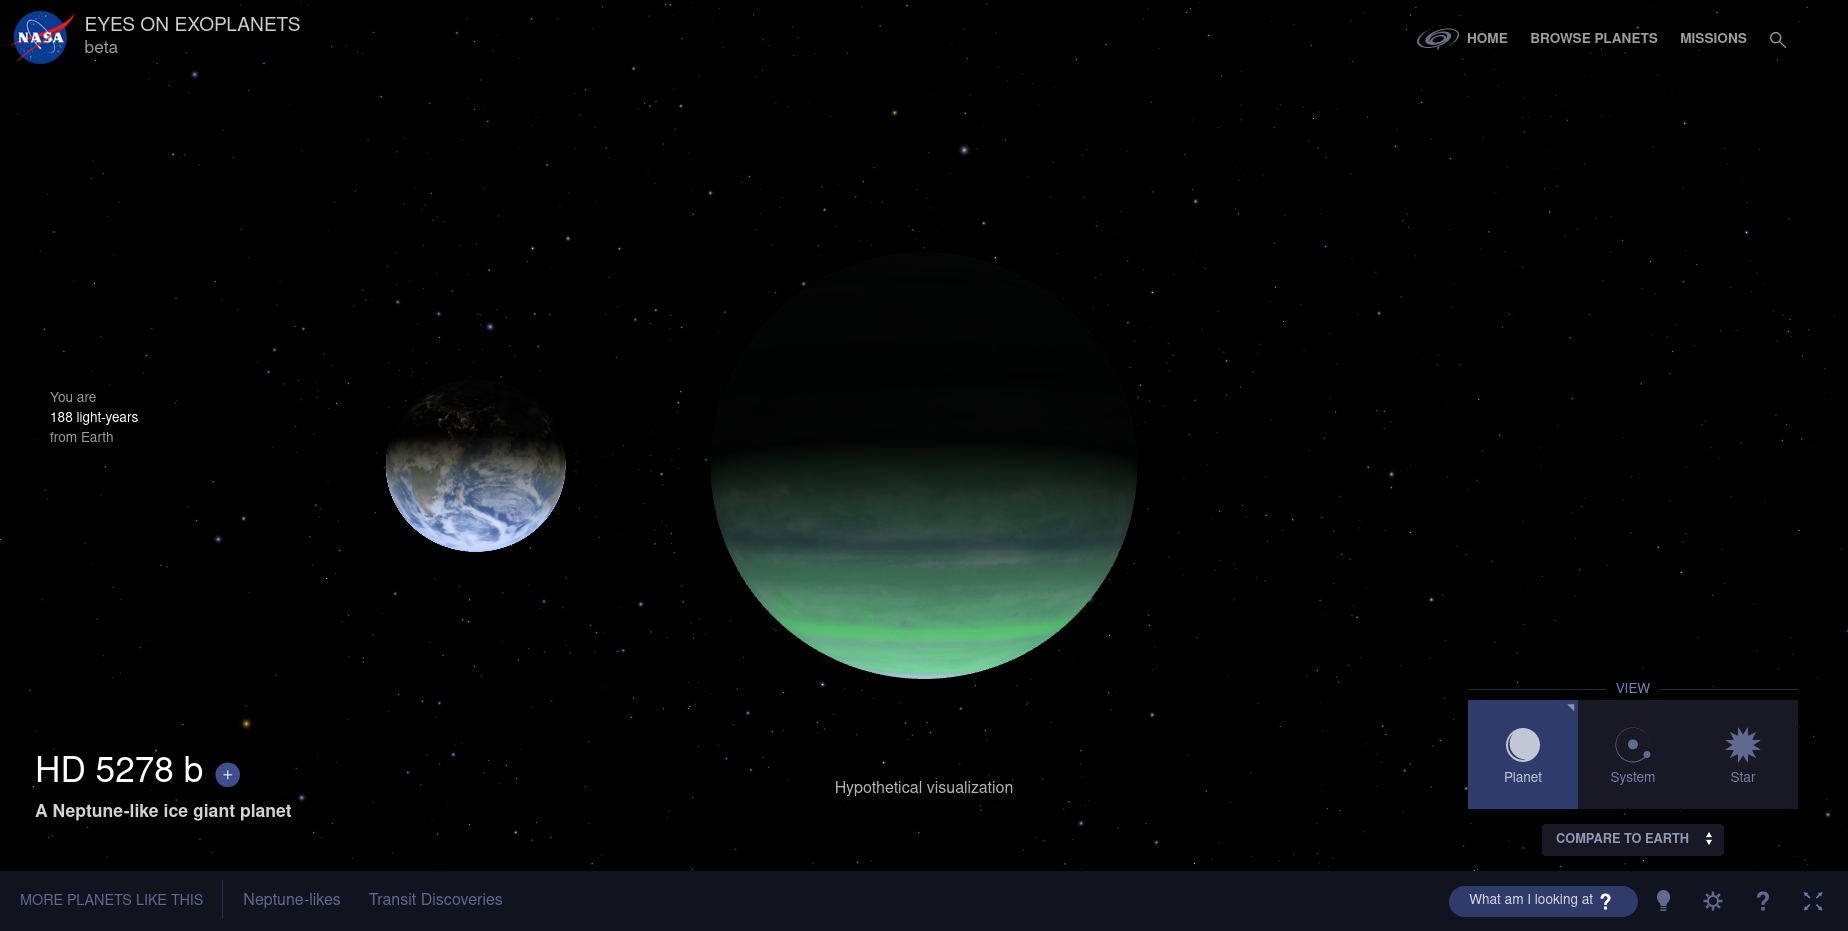 NASA
EYES ON EXOPLANETS
beta
HOME
BROWSE PLANETS
MISSIONS
You are
188 light-years
from Earth
HD 5278 b +
A Neptune-like ice giant planet
Hypothetical visualization
VIEW
Planet
System
Star
COMPARE TO EARTH
MORE PLANETS LIKE THIS
Neptune-likes
Transit Discoveries
What am I looking at ?
?